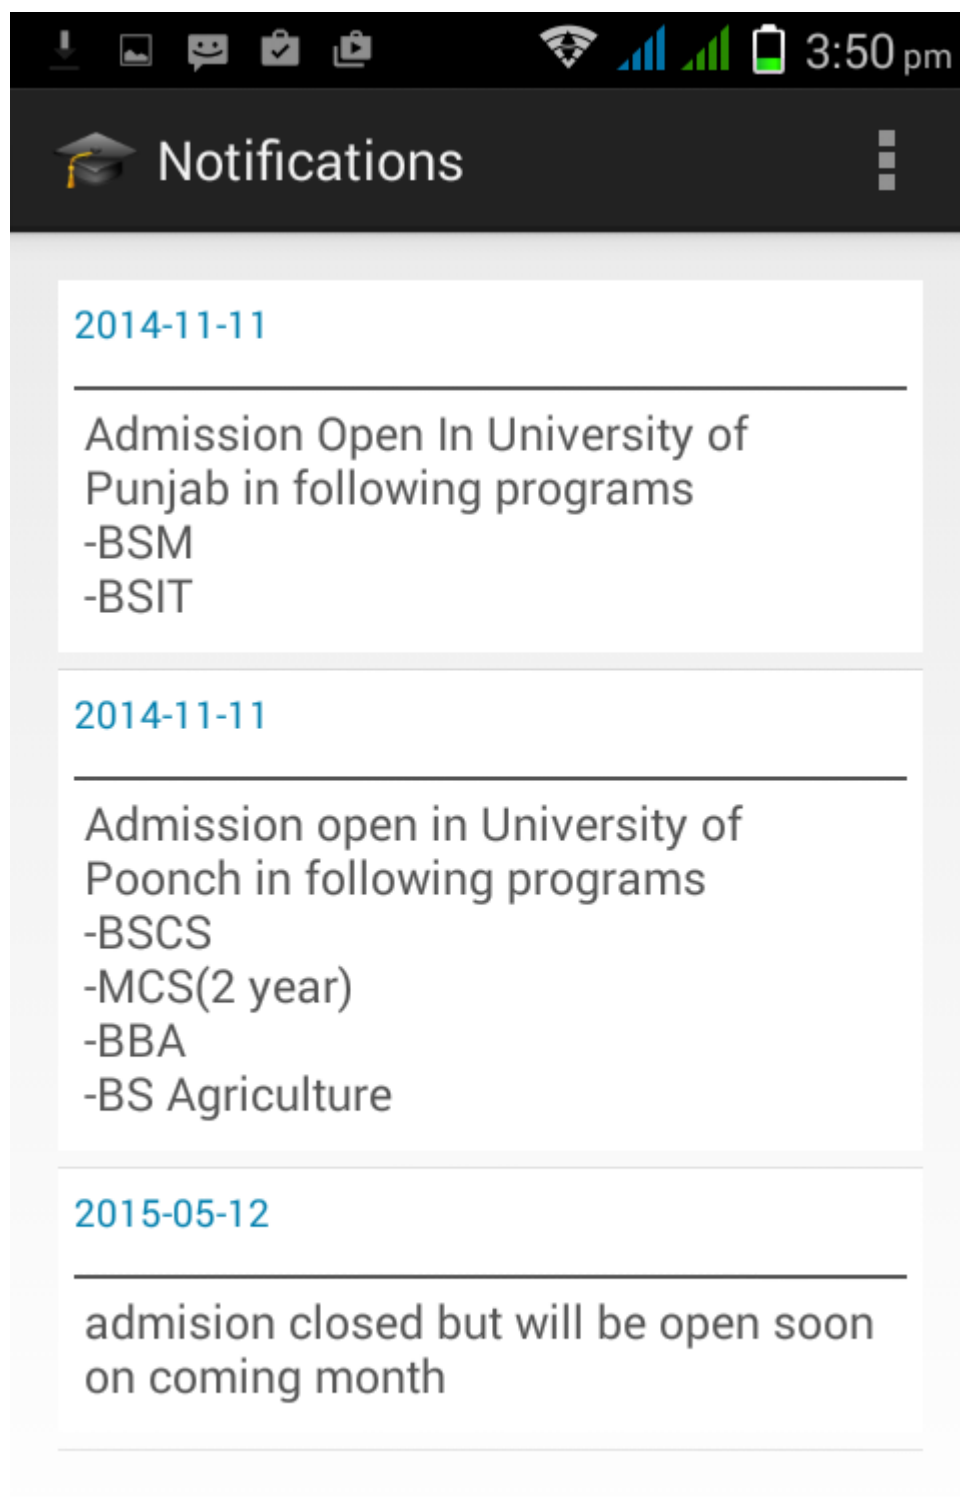 3:50 pm
Notifications
2014-11-11
Admission Open In University of
Punjab in following programs
-BSM
-BSIT
2014-11-11
Admission open in University of
Poonch in following programs
-BSCS
-MCS(2 year)
-BBA
-BS Agriculture
2015-05-12
admision closed but will be open soon
on coming month